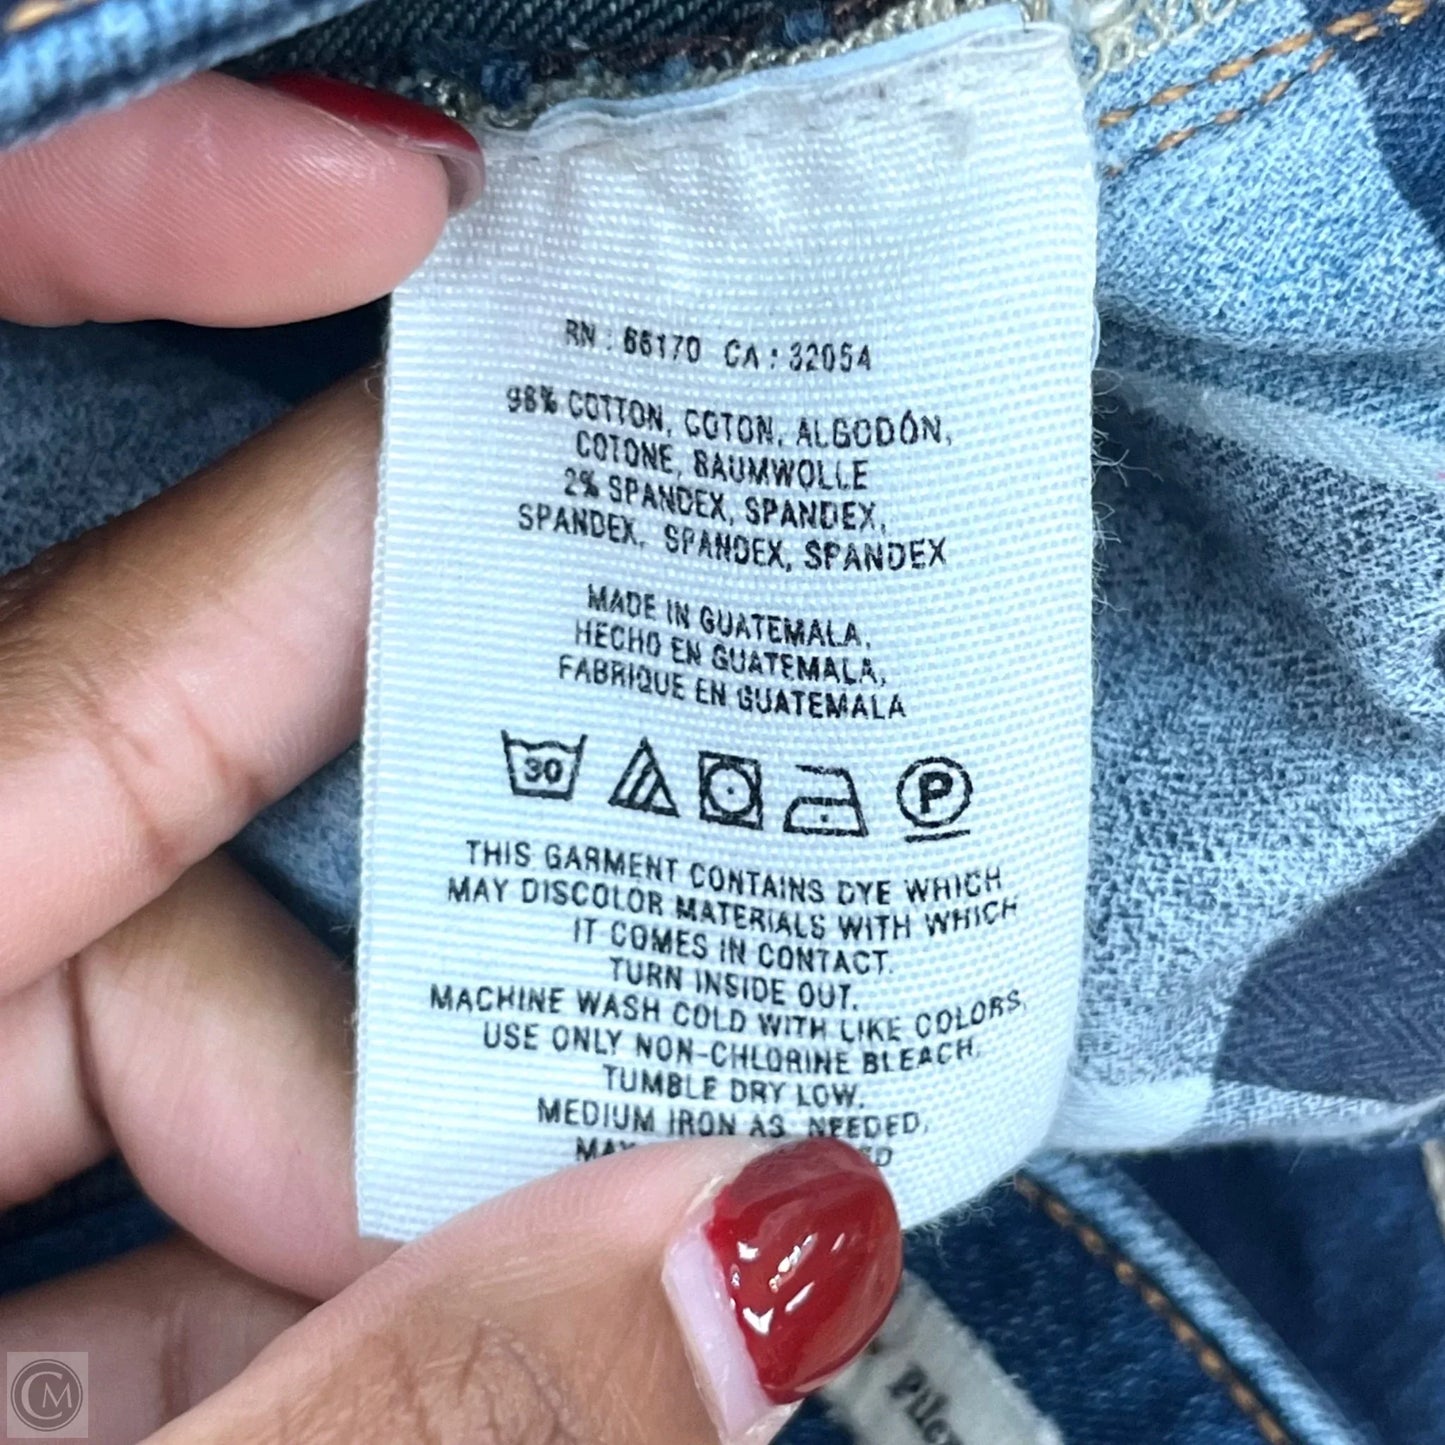 RN : 66170 CA : 32054
98% COTTON, COTON, ALGODÓN,
COTONE, BAUMWOLLE
2% SPANDEX, SPANDEX,
SPANDEX, SPANDEX, SPANDEX
MADE IN GUATEMALA,
HECHO EN GUATEMALA,
FABRIQUE EN GUATEMALA
30 P
THIS GARMENT CONTAINS DYE WHICH
MAY DISCOLOR MATERIALS WITH WHICH
IT COMES IN CONTACT.
TURN INSIDE OUT.
MACHINE WASH COLD WITH LIKE COLORS,
USE ONLY NON-CHLORINE BLEACH,
TUMBLE DRY LOW.
MEDIUM IRON AS NEEDED,
MAY
CM